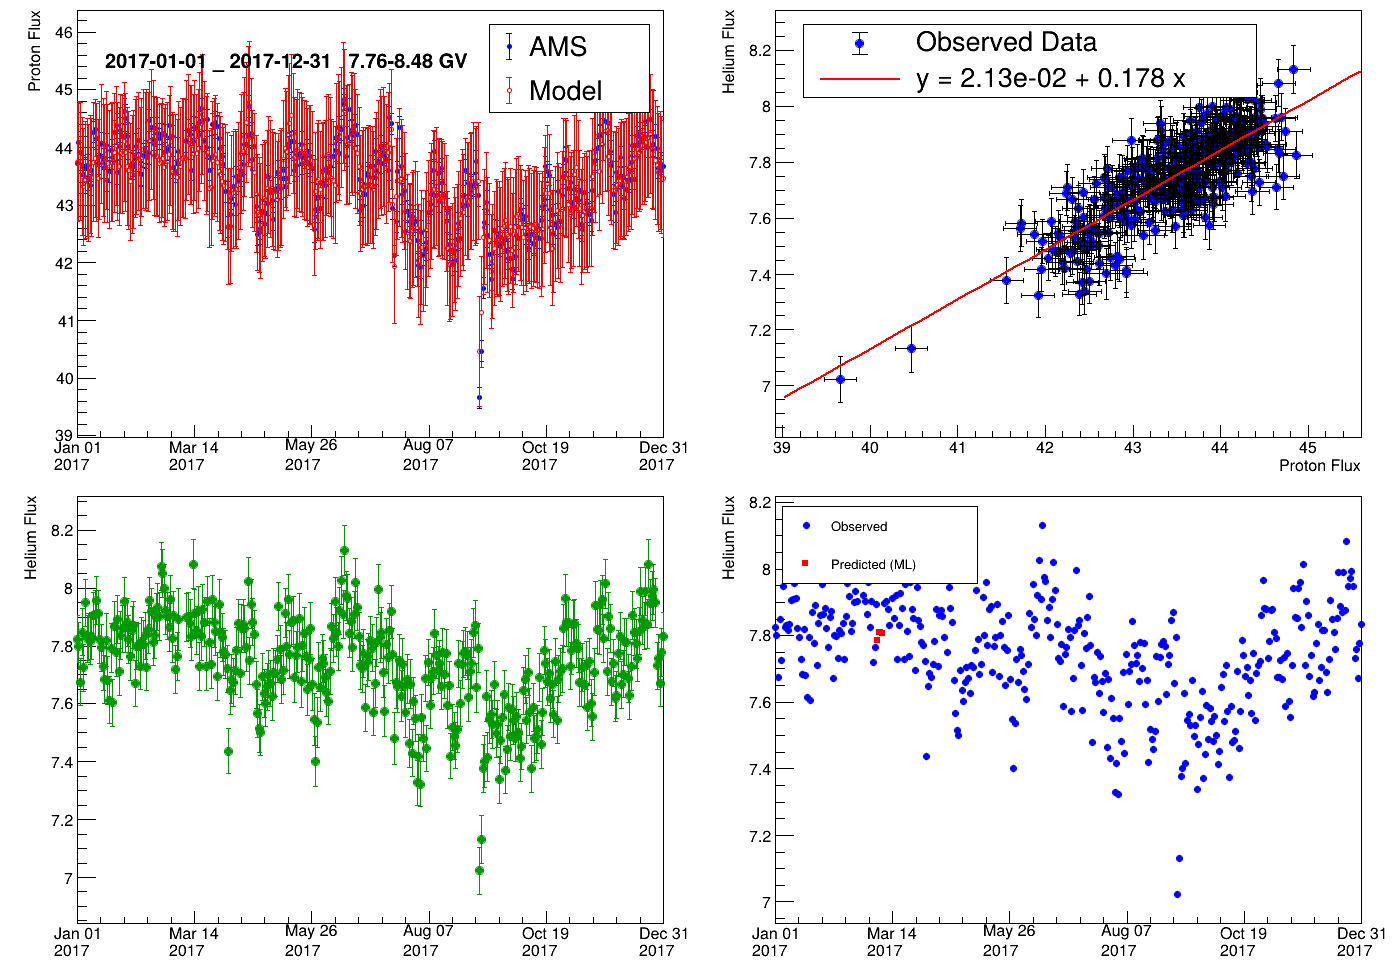 Proton Flux
46
45
44
43
42
41
40
39
2017-01-01 _ 2017-12-31 7.76-8.48 GV
AMS
Model
Jan 01 2017
Mar 14 2017
May 26 2017
Aug 07 2017
Oct 19 2017
Dec 31 2017
Helium Flux
8.2
8
7.8
7.6
7.4
7.2
7
Observed Data
y = 2.13e-02 + 0.178 x
39
40
41
42
43
44
45
Proton Flux
Helium Flux
8.2
8
7.8
7.6
7.4
7.2
7
Jan 01 2017
Mar 14 2017
May 26 2017
Aug 07 2017
Oct 19 2017
Dec 31 2017
Helium Flux
8.2
8
7.8
7.6
7.4
7.2
7
Observed
Predicted (ML)
Jan 01 2017
Mar 14 2017
May 26 2017
Aug 07 2017
Oct 19 2017
Dec 31 2017